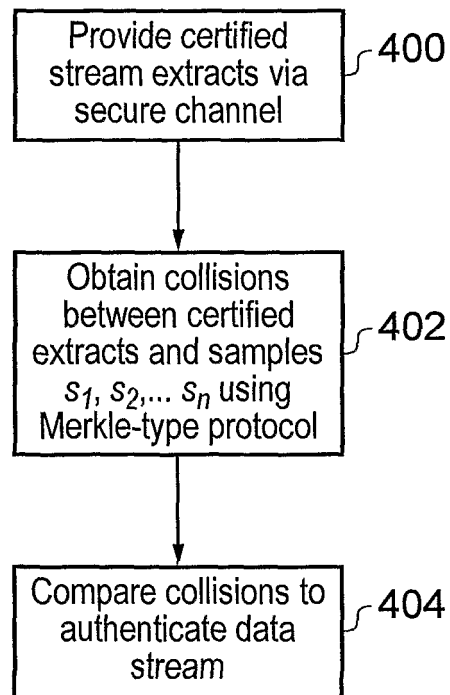 Provide certified
stream extracts via
secure channel
400
Obtain collisions
between certified
extracts and samples
s1, s2,... sn using
Merkle-type protocol
402
Compare collisions to
authenticate data
stream
404